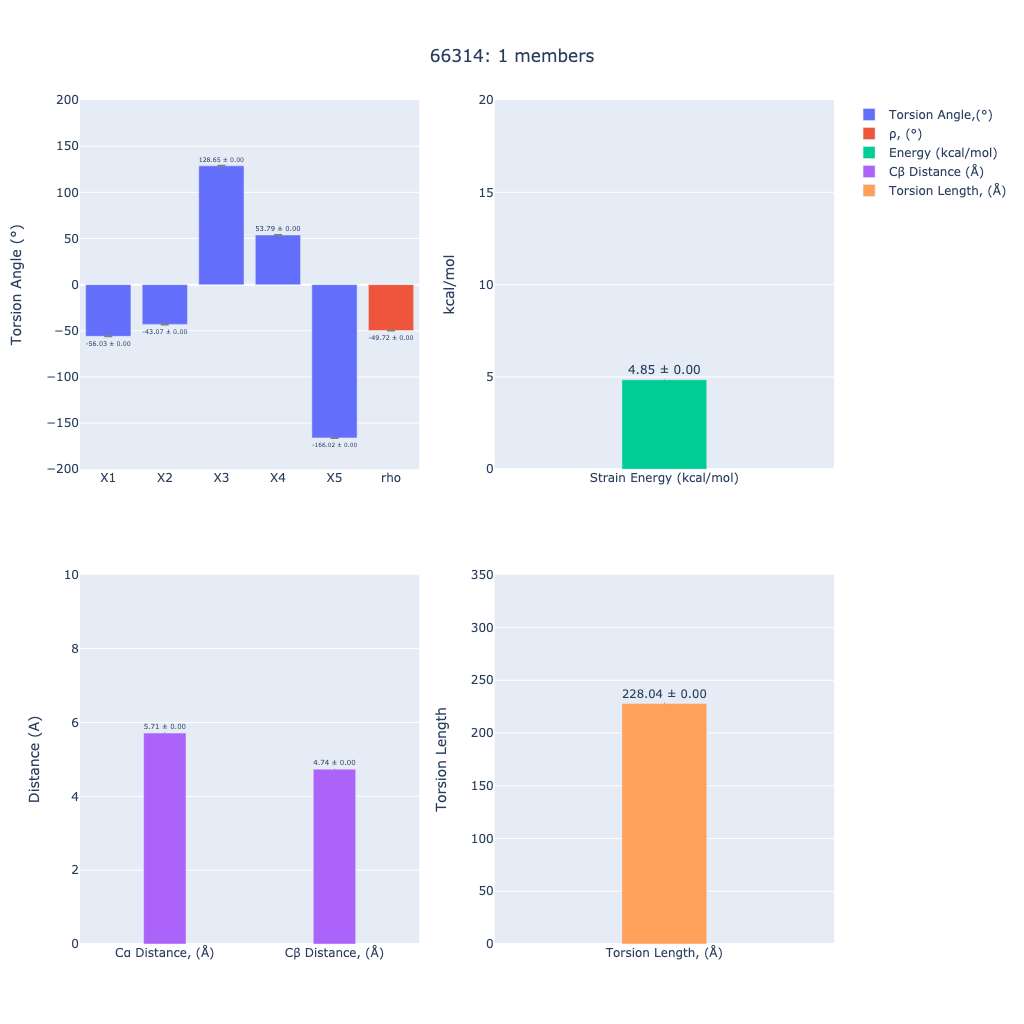 66314: 1 members
Torsion Angle (°)
200
150
100
50
0
−50
−100
−150
−200
-56.03 ± 0.00
-43.07 ± 0.00
128.65 ± 0.00
53.79 ± 0.00
-166.02 ± 0.00
-49.72 ± 0.00
X1 X2 X3 X4 X5 rho
kcal/mol
20
15
10
5
0
4.85 ± 0.00
Strain Energy (kcal/mol)
Torsion Angle,(°)
ρ, (°)
Energy (kcal/mol)
Cβ Distance (Å)
Torsion Length, (Å)
Distance (A)
10
8
6
4
2
0
5.71 ± 0.00
4.74 ± 0.00
Cα Distance, (Å) Cβ Distance, (Å)
Torsion Length
350
300
250
200
150
100
50
0
228.04 ± 0.00
Torsion Length, (Å)